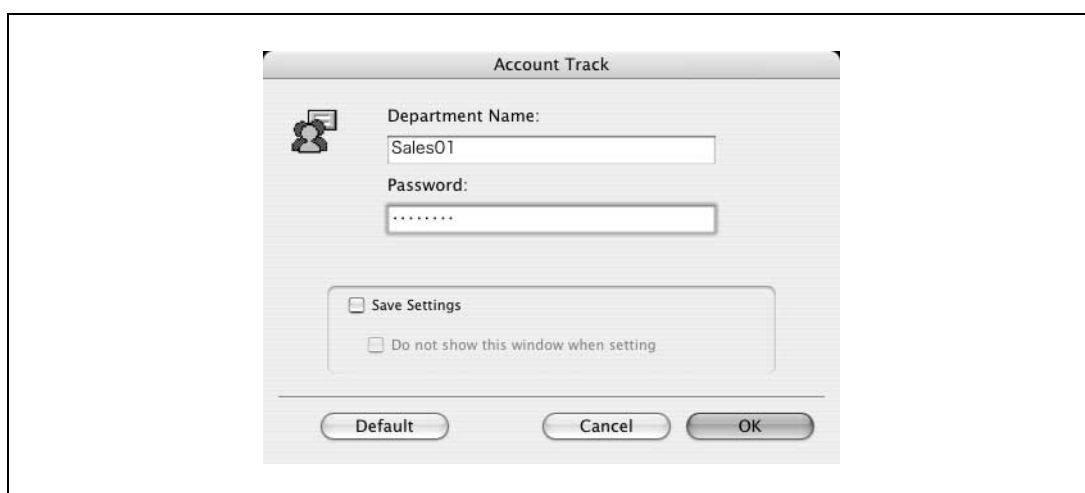 Account Track
Department Name:
Sales01
Password:
........
Save Settings
Do not show this window when setting
Default
Cancel
OK